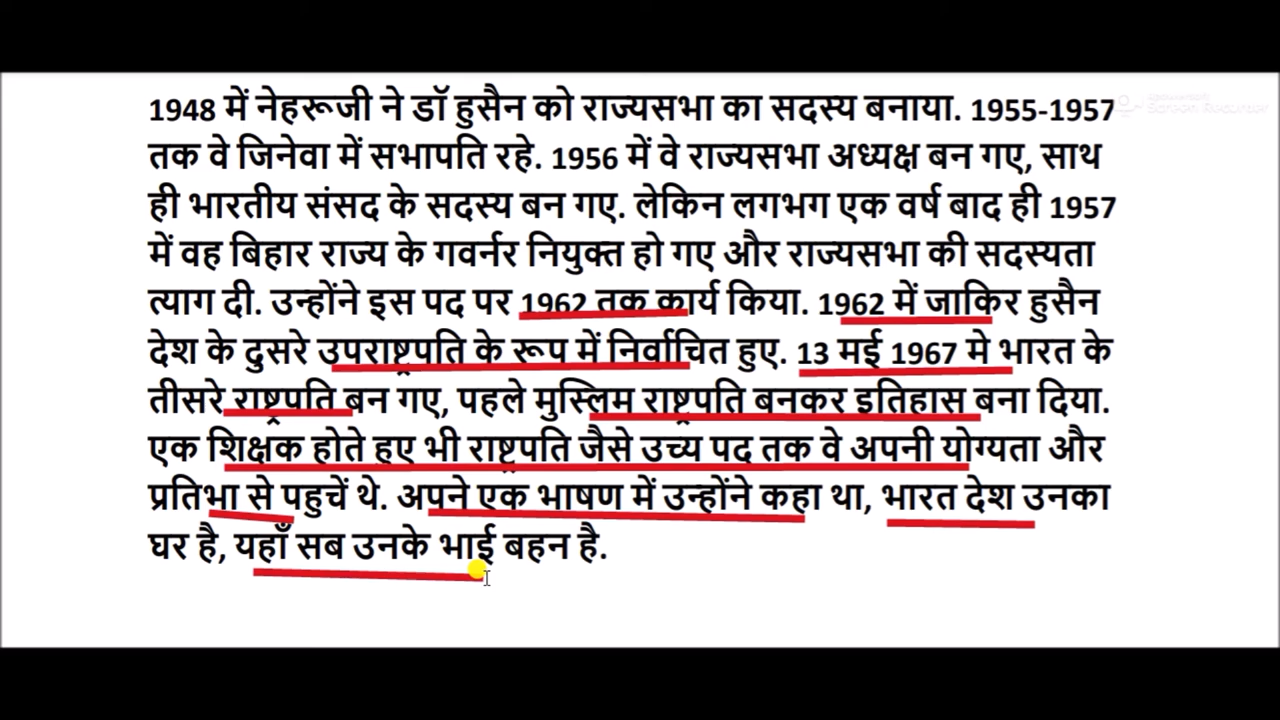 1948 में नेहरूजी ने डॉ हुसैन को राज्यसभा का सदस्य बनाया. 1955-1957
तक वे जिनेवा में सभापति रहे. 1956 में वे राज्यसभा अध्यक्ष बन गए, साथ
ही भारतीय संसद के सदस्य बन गए. लेकिन लगभग एक वर्ष बाद ही 1957
में वह बिहार राज्य के गवर्नर नियुक्त हो गए और राज्यसभा की सदस्यता
त्याग दी. उन्होंने इस पद पर 1962 तक कार्य किया. 1962 में जाकिर हुसैन
देश के दुसरे उपराष्ट्रपति के रूप में निर्वाचित हुए. 13 मई 1967 मे भारत के
तीसरे राष्ट्रपति बन गए, पहले मुस्लिम राष्ट्रपति बनकर इतिहास बना दिया.
एक शिक्षक होते हुए भी राष्ट्रपति जैसे उच्य पद तक वे अपनी योग्यता और
प्रतिभा से पहुचें थे. अपने एक भाषण में उन्होंने कहा था, भारत देश उनका
घर है, यहाँ सब उनके भाई बहन है.